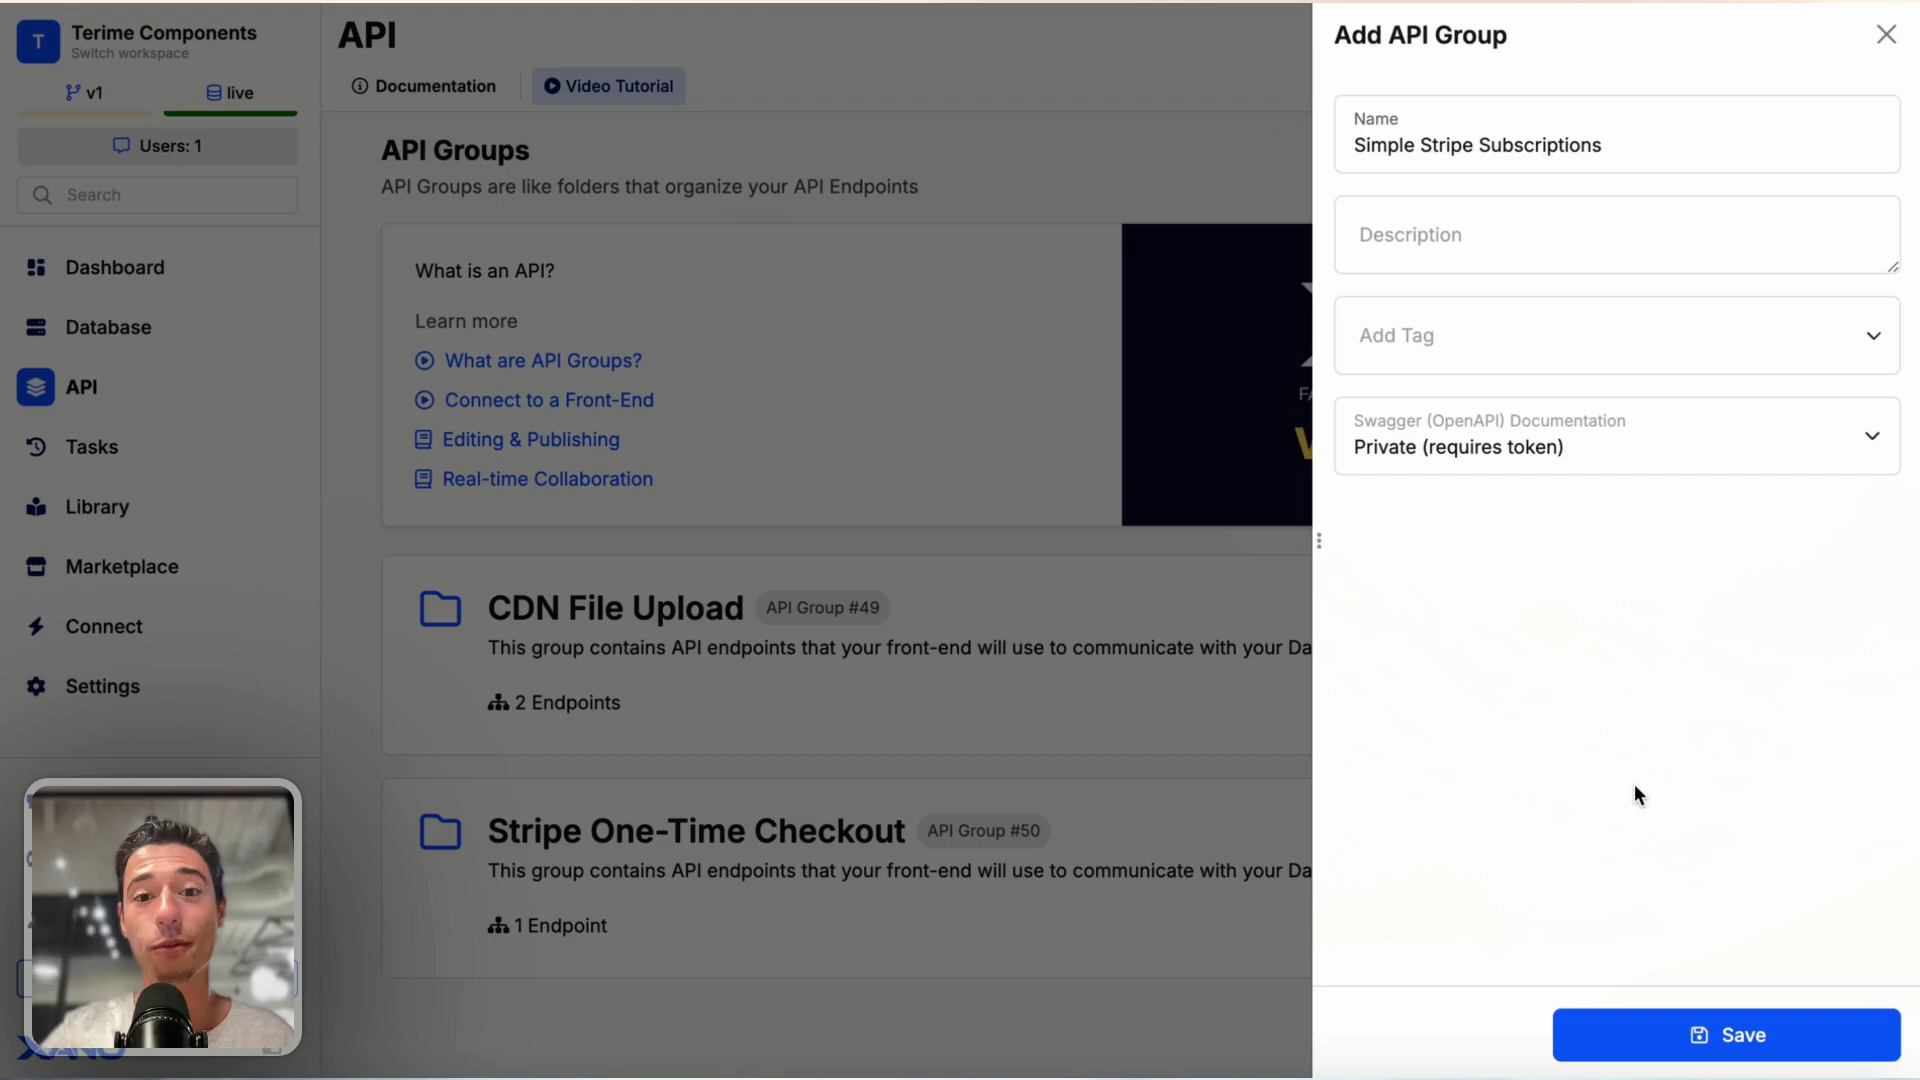 T
Terime Components
Switch workspace
v1
live
Users: 1
Search
Dashboard
Database
API
Tasks
Library
Marketplace
Connect
Settings
API
Documentation
Video Tutorial
API Groups
API Groups are like folders that organize your API Endpoints
What is an API?
Learn more
What are API Groups?
Connect to a Front-End
Editing & Publishing
Real-time Collaboration
CDN File Upload
API Group #49
This group contains API endpoints that your front-end will use to communicate with your Da
2 Endpoints
Stripe One-Time Checkout
API Group #50
This group contains API endpoints that your front-end will use to communicate with your Da
1 Endpoint
Add API Group
Name
Simple Stripe Subscriptions
Description
Add Tag
Swagger (OpenAPI) Documentation
Private (requires token)
Save